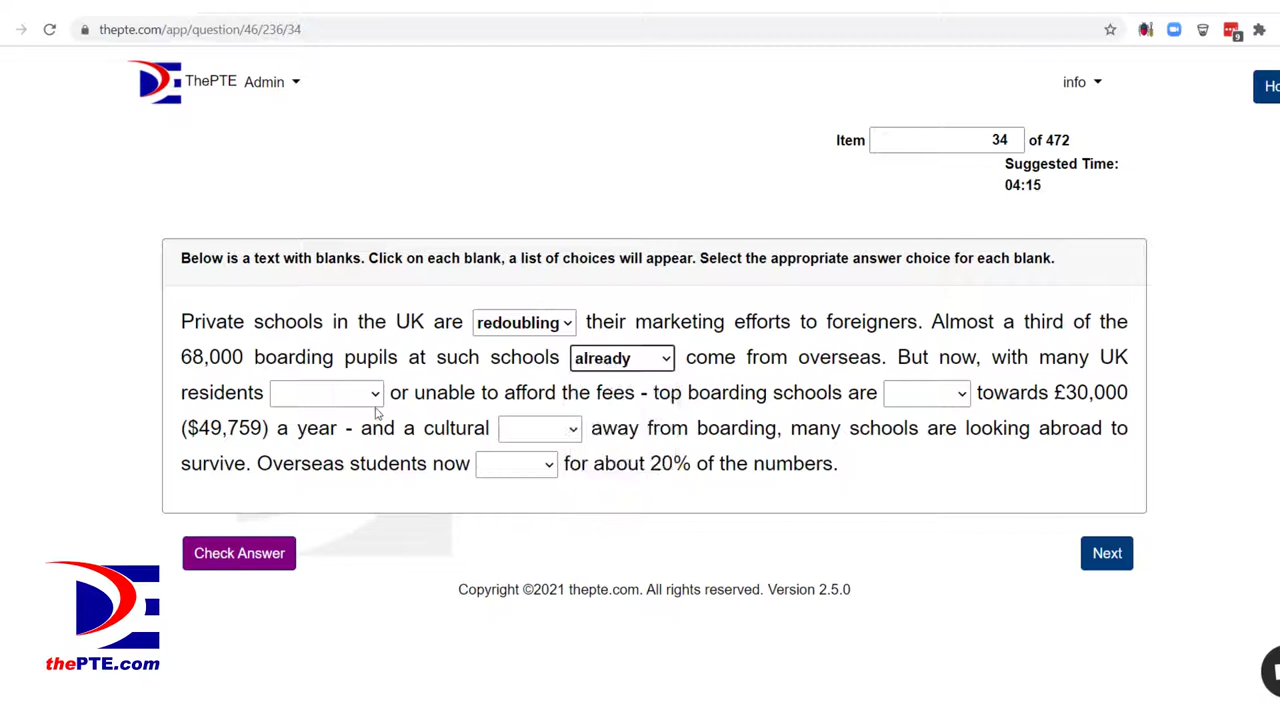 thepte.com/app/question/46/236/34
9
ThePTE Admin
info
Item 34 of 472
Suggested Time:
04:15
Below is a text with blanks. Click on each blank, a list of choices will appear. Select the appropriate answer choice for each blank.
Private schools in the UK are redoubling their marketing efforts to foreigners. Almost a third of the
68,000 boarding pupils at such schools already come from overseas. But now, with many UK
residents or unable to afford the fees - top boarding schools are towards £30,000
($49,759) a year - and a cultural away from boarding, many schools are looking abroad to
survive. Overseas students now for about 20% of the numbers.
Check Answer
Next
Copyright ©2021 thepte.com. All rights reserved. Version 2.5.0
thePTE.com